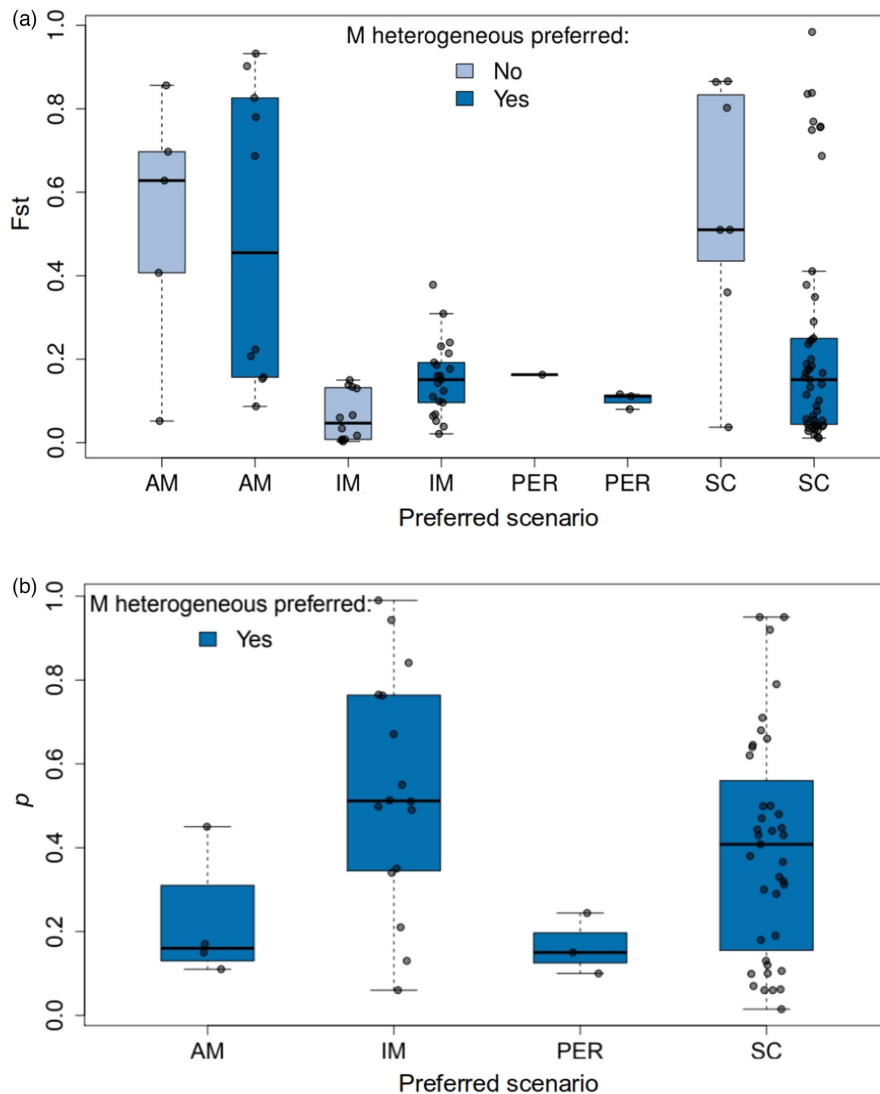 (a)
M heterogeneous preferred:
No
Yes
Fst
1.0
0.8
0.6
0.4
0.2
0.0
AM AM IM IM PER PER SC SC
Preferred scenario
(b)
M heterogeneous preferred:
Yes
p
1.0
0.8
0.6
0.4
0.2
0.0
AM IM PER SC
Preferred scenario